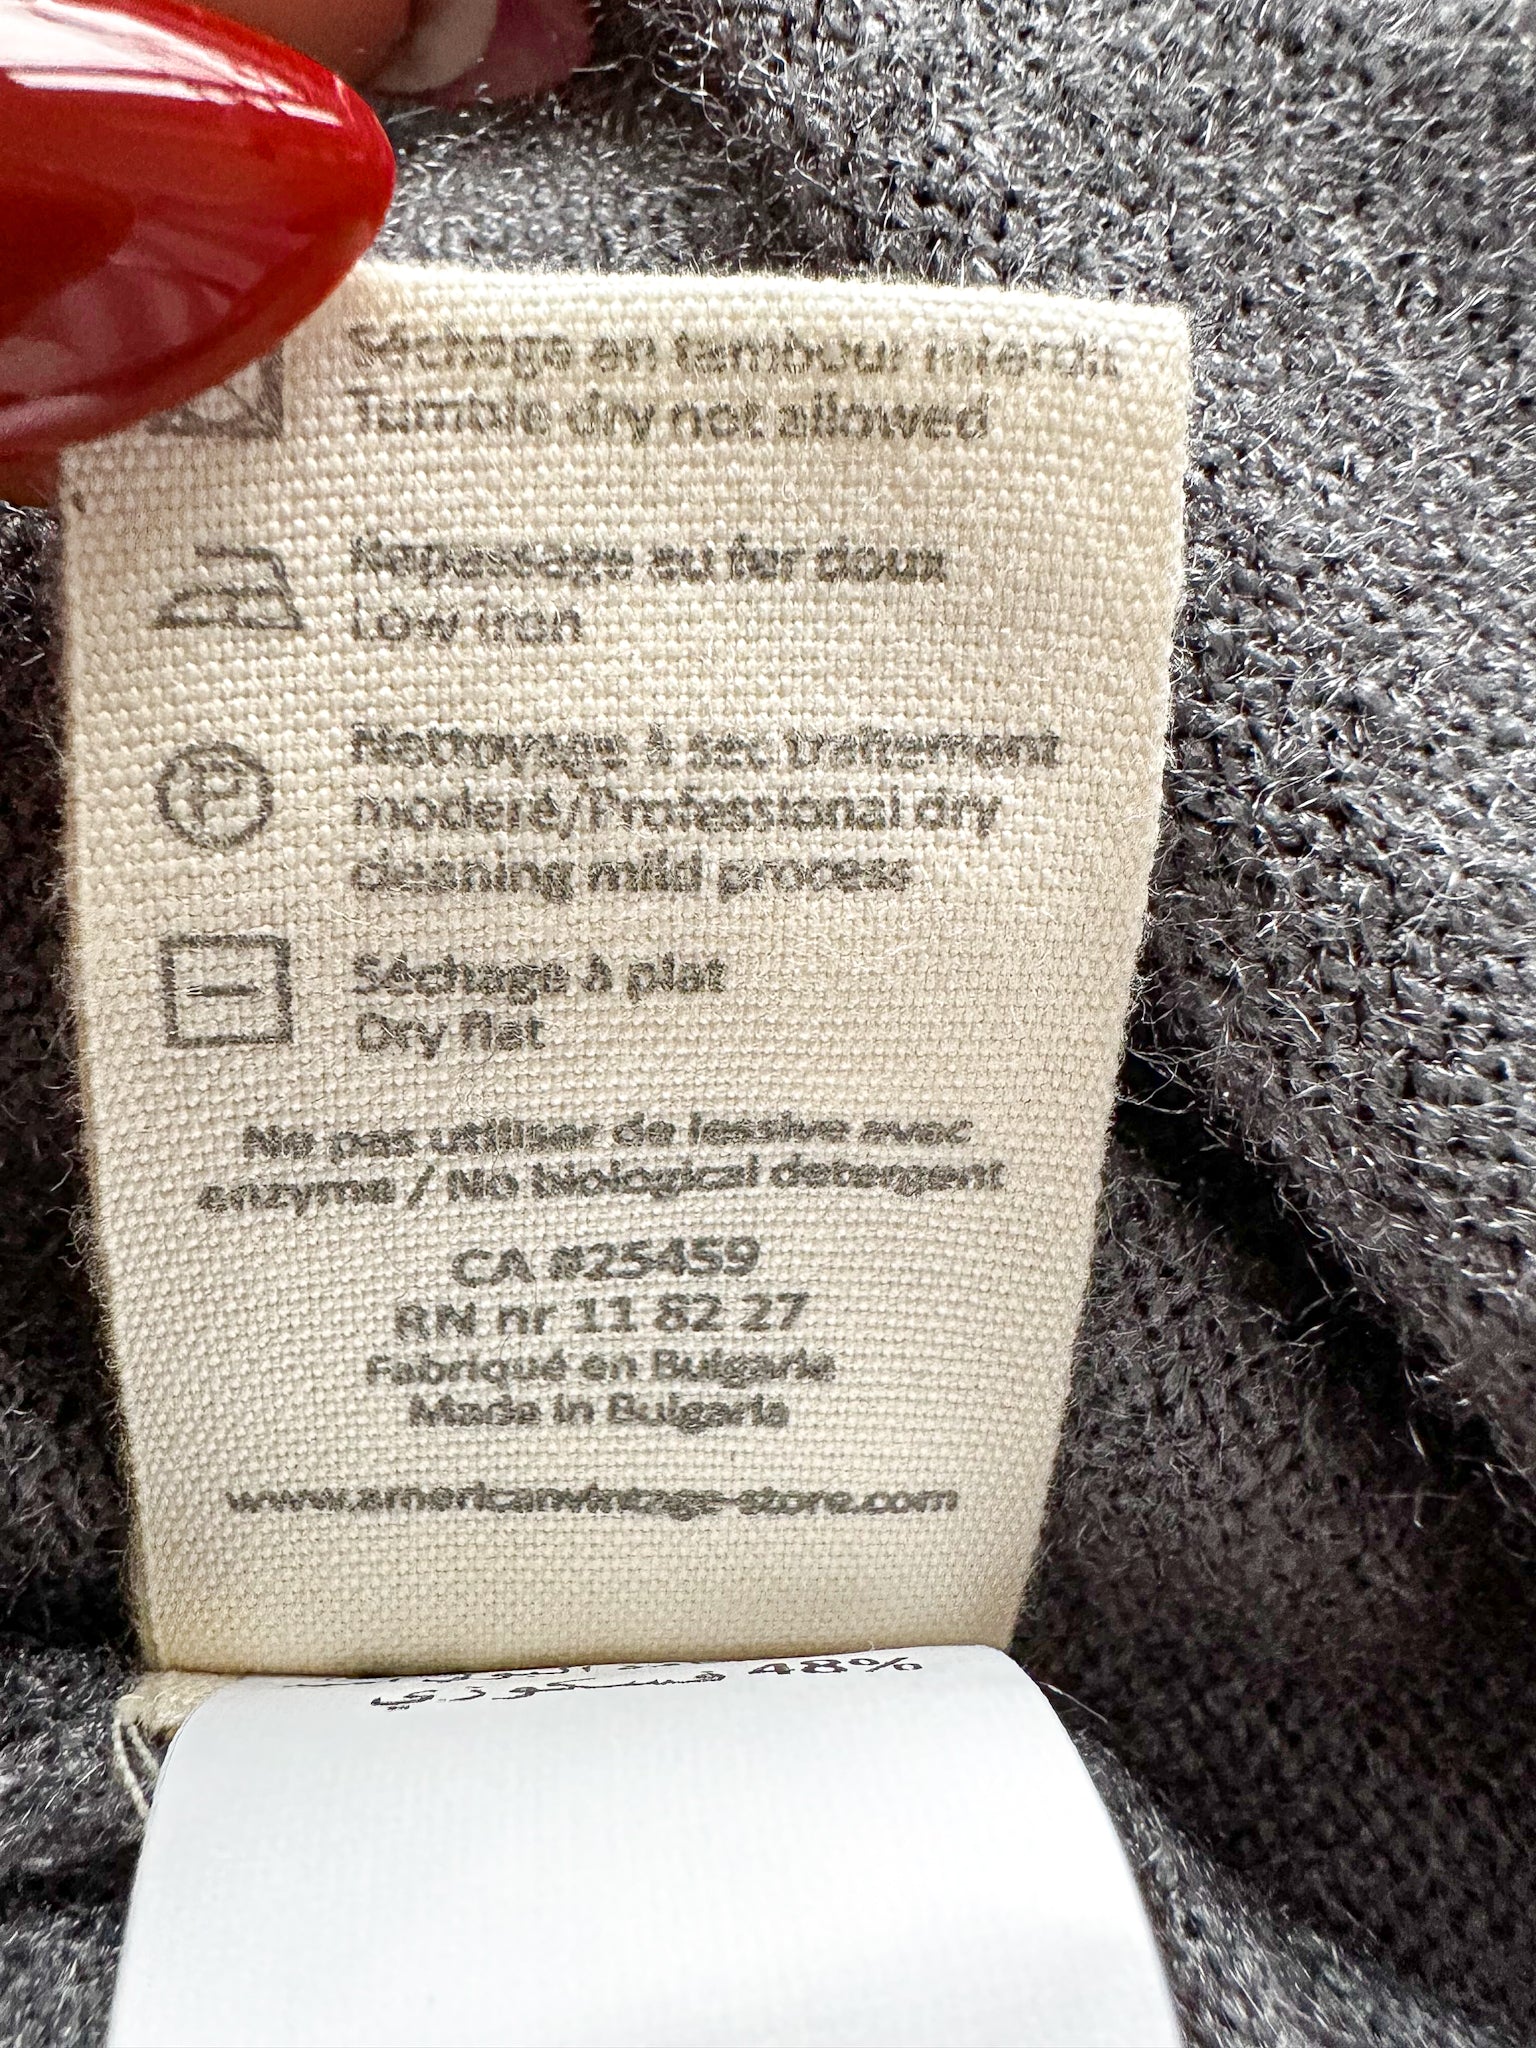 Séchage en tambour interdit
Tumble dry not allowed
Repassage au fer doux
Low iron
P
Nettoyage à sec traitement
moderé/Professional dry
cleaning mild process
Séchage à plat
Dry flat
Ne pas utiliser de lessive avec
enzyme / No biological detergent
CA #25459
RN nr 11 82 27
Fabriqué en Bulgarie
Made in Bulgaria
www.americanvintage-store.com
48% فسكوزي